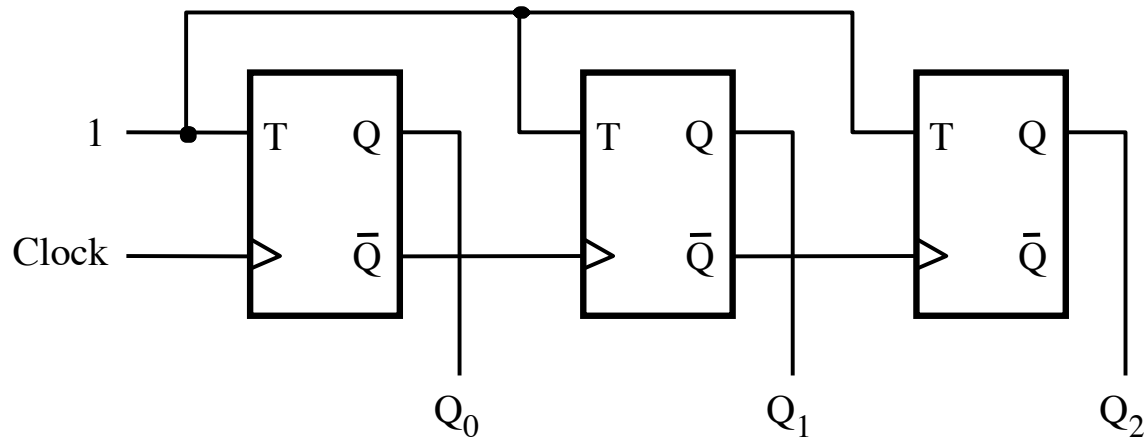 1 T Q T Q T Q
Clock Q̅ Q̅ Q̅
Q₀ Q₁ Q₂